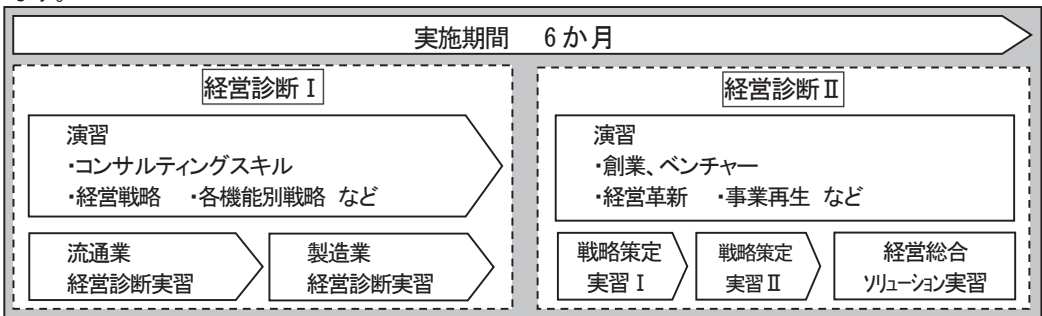 実施期間 6か月
経営診断Ⅰ
演習
・コンサルティングスキル
・経営戦略 ・各機能別戦略 など
流通業
経営診断実習
製造業
経営診断実習
経営診断Ⅱ
演習
・創業、ベンチャー
・経営革新 ・事業再生 など
戦略策定
実習Ⅰ
戦略策定
実習Ⅱ
経営総合
ソリューション実習